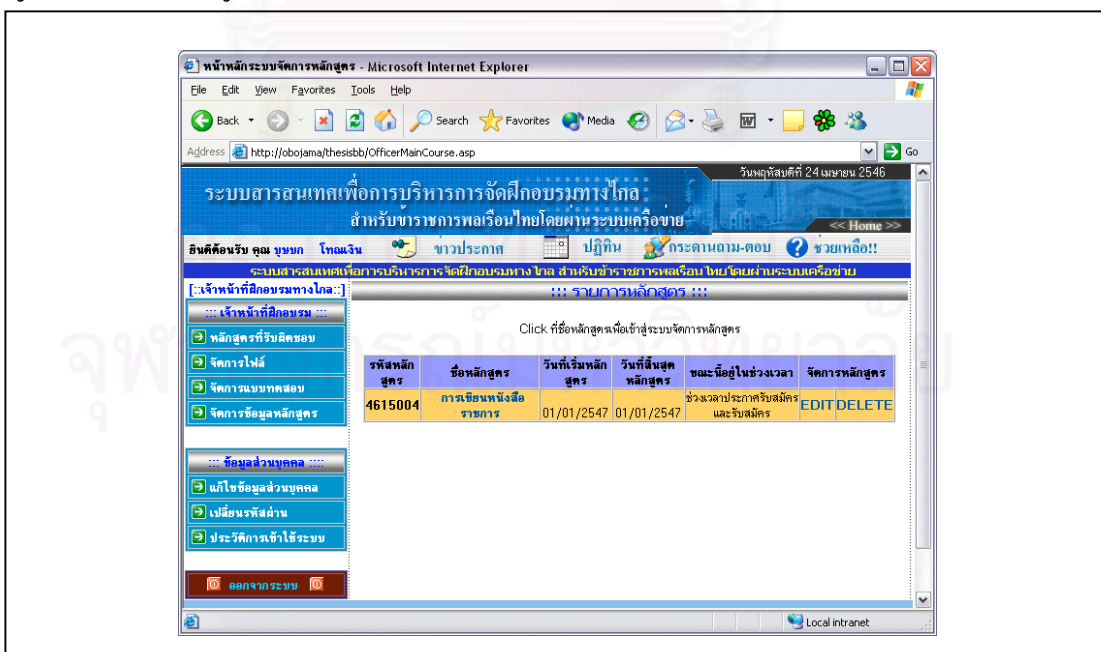 หน้าหลักระบบจัดการหลักสูตร - Microsoft Internet Explorer
File Edit View Favorites Tools Help
Back Search Favorites Media
Address http://obojama/thesisbb/OfficerMainCourse.asp Go
วันพฤหัสบดีที่ 24 เมษายน 2546
ระบบสารสนเทศเพื่อการบริหารการจัดฝึกอบรมทางไกล
สำหรับข้าราชการพลเรือนไทยโดยผ่านระบบเครือข่าย
<< Home >>
ยินดีต้อนรับ คุณ บุษบก โกณเงิน ข่าวประกาศ ปฏิทิน กระดานถาม-ตอบ ช่วยเหลือ!!
ระบบสารสนเทศเพื่อการบริหารการจัดฝึกอบรมทางไกล สำหรับข้าราชการพลเรือนไทยโดยผ่านระบบเครือข่าย
[::เจ้าหน้าที่ฝึกอบรมทางไกล::]
::: เจ้าหน้าที่ฝึกอบรม :::
หลักสูตรที่รับผิดชอบ
จัดการไฟล์
จัดการแบบทดสอบ
จัดการข้อมูลหลักสูตร
::: ข้อมูลส่วนบุคคล ::::
แก้ไขข้อมูลส่วนบุคคล
เปลี่ยนรหัสผ่าน
ประวัติการเข้าใช้ระบบ
ออกจากระบบ
::: รายการหลักสูตร :::
Click ที่ชื่อหลักสูตรเพื่อเข้าสู่ระบบจัดการหลักสูตร
รหัสหลักสูตร ชื่อหลักสูตร วันที่เริ่มหลักสูตร วันที่สิ้นสุดหลักสูตร ขณะนี้อยู่ในช่วงเวลา จัดการหลักสูตร
4615004 การเขียนหนังสือราชการ 01/01/2547 01/01/2547 ช่วงเวลาประกาศรับสมัครและรับสมัคร EDIT DELETE
Local intranet